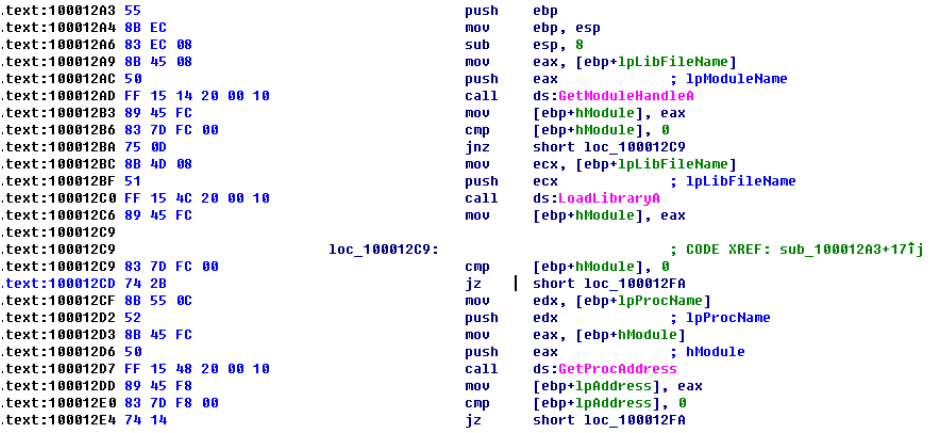 .text:100012A3 55 push ebp
.text:100012A4 8B EC mov ebp, esp
.text:100012A6 83 EC 08 sub esp, 8
.text:100012A9 8B 45 08 mov eax, [ebp+lpLibFileName]
.text:100012AC 50 push eax ; lpModuleName
.text:100012AD FF 15 14 20 00 10 call ds:GetModuleHandleA
.text:100012B3 89 45 FC mov [ebp+hModule], eax
.text:100012B6 83 7D FC 00 cmp [ebp+hModule], 0
.text:100012BA 75 0D jnz short loc_100012C9
.text:100012BC 8B 4D 08 mov ecx, [ebp+lpLibFileName]
.text:100012BF 51 push ecx ; lpLibFileName
.text:100012C0 FF 15 4C 20 00 10 call ds:LoadLibraryA
.text:100012C6 89 45 FC mov [ebp+hModule], eax
.text:100012C9
.text:100012C9 loc_100012C9: ; CODE XREF: sub_100012A3+17↑j
.text:100012C9 83 7D FC 00 cmp [ebp+hModule], 0
.text:100012CD 74 2B jz short loc_100012FA
.text:100012CF 8B 55 0C mov edx, [ebp+lpProcName]
.text:100012D2 52 push edx ; lpProcName
.text:100012D3 8B 45 FC mov eax, [ebp+hModule]
.text:100012D6 50 push eax ; hModule
.text:100012D7 FF 15 48 20 00 10 call ds:GetProcAddress
.text:100012DD 89 45 F8 mov [ebp+lpAddress], eax
.text:100012E0 83 7D F8 00 cmp [ebp+lpAddress], 0
.text:100012E4 74 14 jz short loc_100012FA